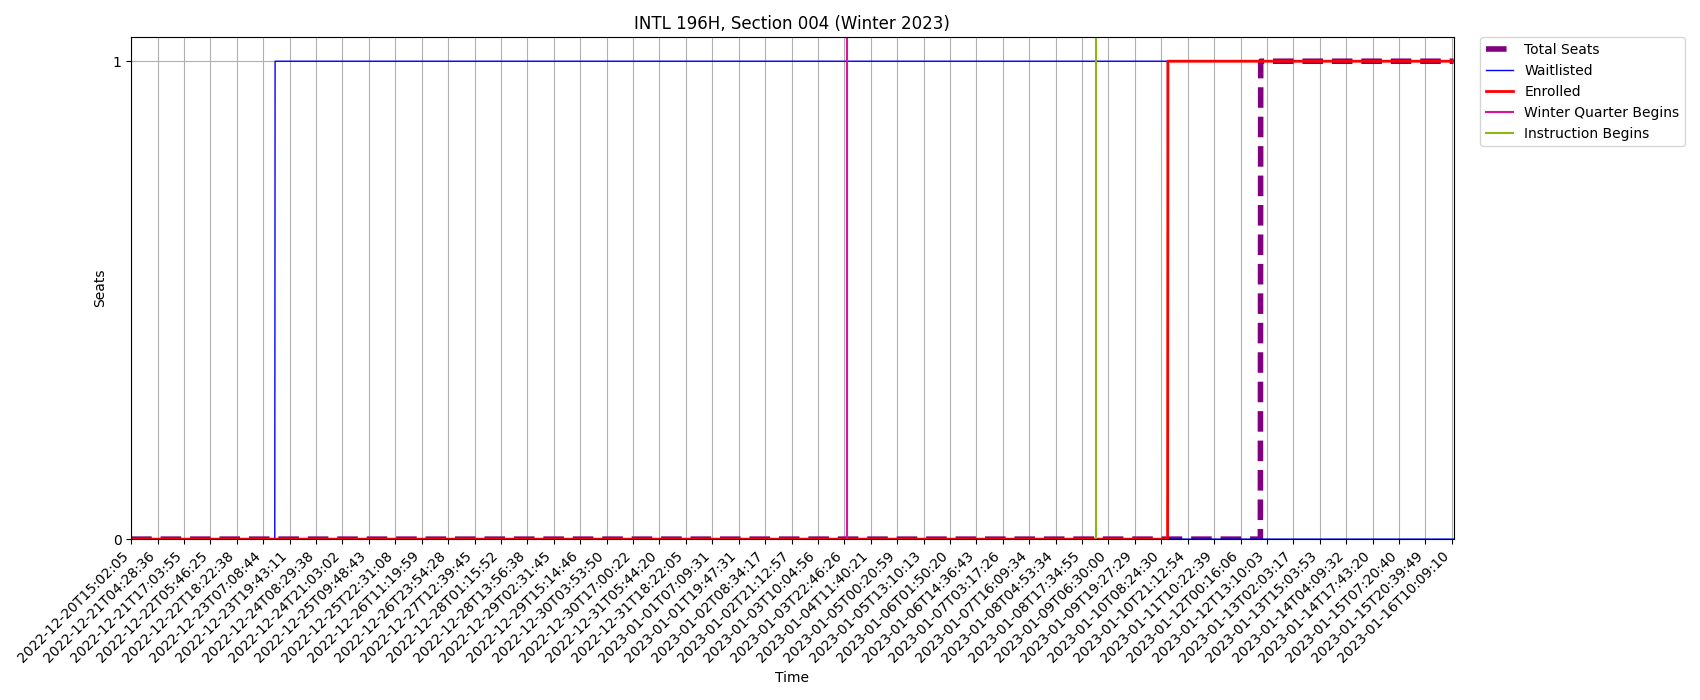 INTL 196H, Section 004 (Winter 2023)
Total Seats
Waitlisted
Enrolled
Winter Quarter Begins
Instruction Begins
Seats
1
0
2022-12-20T15:02:05
2022-12-21T04:28:36
2022-12-21T17:03:55
2022-12-22T05:46:25
2022-12-22T18:22:38
2022-12-23T07:08:44
2022-12-23T19:43:11
2022-12-24T08:29:38
2022-12-24T21:03:02
2022-12-25T09:48:43
2022-12-25T22:31:08
2022-12-26T11:19:59
2022-12-26T23:54:28
2022-12-27T12:39:45
2022-12-28T01:15:52
2022-12-28T13:56:38
2022-12-29T02:31:45
2022-12-29T15:14:46
2022-12-30T03:53:50
2022-12-30T17:00:22
2022-12-31T05:44:20
2022-12-31T18:22:05
2023-01-01T07:09:31
2023-01-01T19:47:31
2023-01-02T08:34:17
2023-01-02T21:12:57
2023-01-03T10:04:56
2023-01-03T22:46:26
2023-01-04T11:40:21
2023-01-05T00:20:59
2023-01-05T13:10:13
2023-01-06T01:50:20
2023-01-06T14:36:43
2023-01-07T03:17:26
2023-01-07T16:09:34
2023-01-08T04:53:34
2023-01-08T17:34:55
2023-01-09T06:30:00
2023-01-09T19:27:29
2023-01-10T08:24:30
2023-01-10T21:12:54
2023-01-11T10:22:39
2023-01-12T00:16:06
2023-01-12T13:10:03
2023-01-13T02:03:17
2023-01-13T15:03:53
2023-01-14T04:09:32
2023-01-14T17:43:20
2023-01-15T07:20:40
2023-01-15T20:39:49
2023-01-16T10:09:10
Time